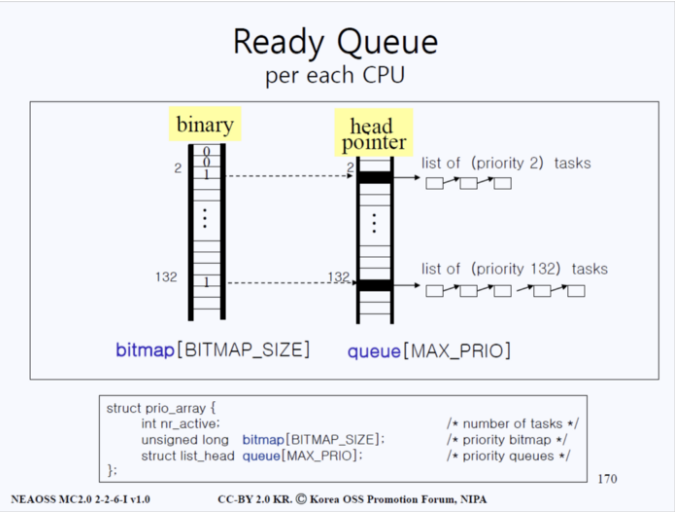 Ready Queue
per each CPU
binary
head
pointer
0
0
2 1
2
list of (priority 2) tasks
132 1
132
list of (priority 132) tasks
bitmap[BITMAP_SIZE]
queue[MAX_PRIO]
struct prio_array {
int nr_active; /* number of tasks */
unsigned long bitmap[BITMAP_SIZE]; /* priority bitmap */
struct list_head queue[MAX_PRIO]; /* priority queues */
};
170
NEAOSS MC2.0 2-2-6-I v1.0 CC-BY 2.0 KR. Ⓒ Korea OSS Promotion Forum, NIPA